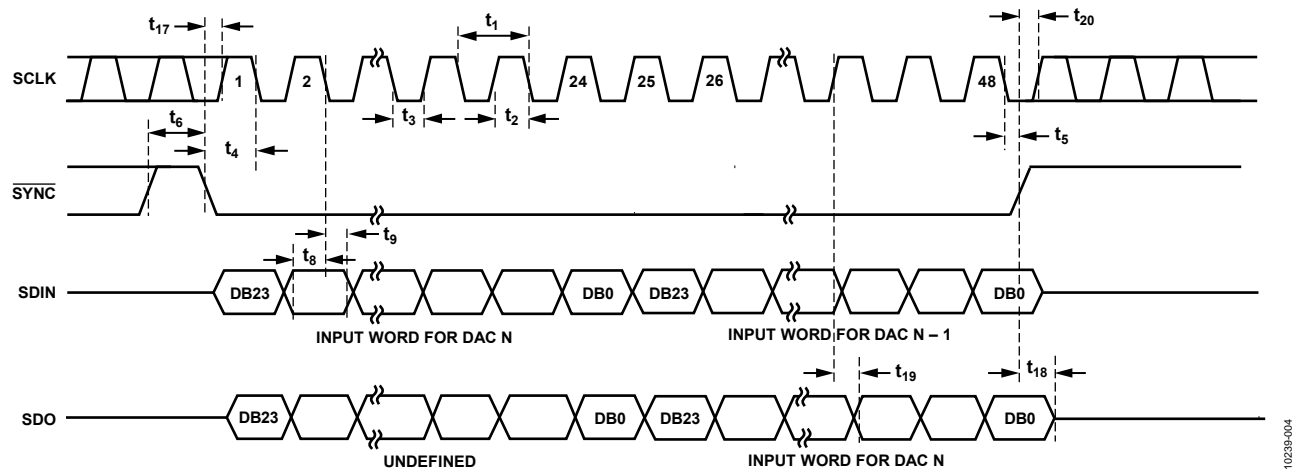 t17 t1 t20
SCLK 1 2 24 25 26 48
t6 t3 t2 t5
t4
SYNC
t9
t8
SDIN DB23 DB0 DB23 DB0
INPUT WORD FOR DAC N INPUT WORD FOR DAC N – 1
t19 t18
SDO DB23 DB0 DB23 DB0
UNDEFINED INPUT WORD FOR DAC N
10239-004